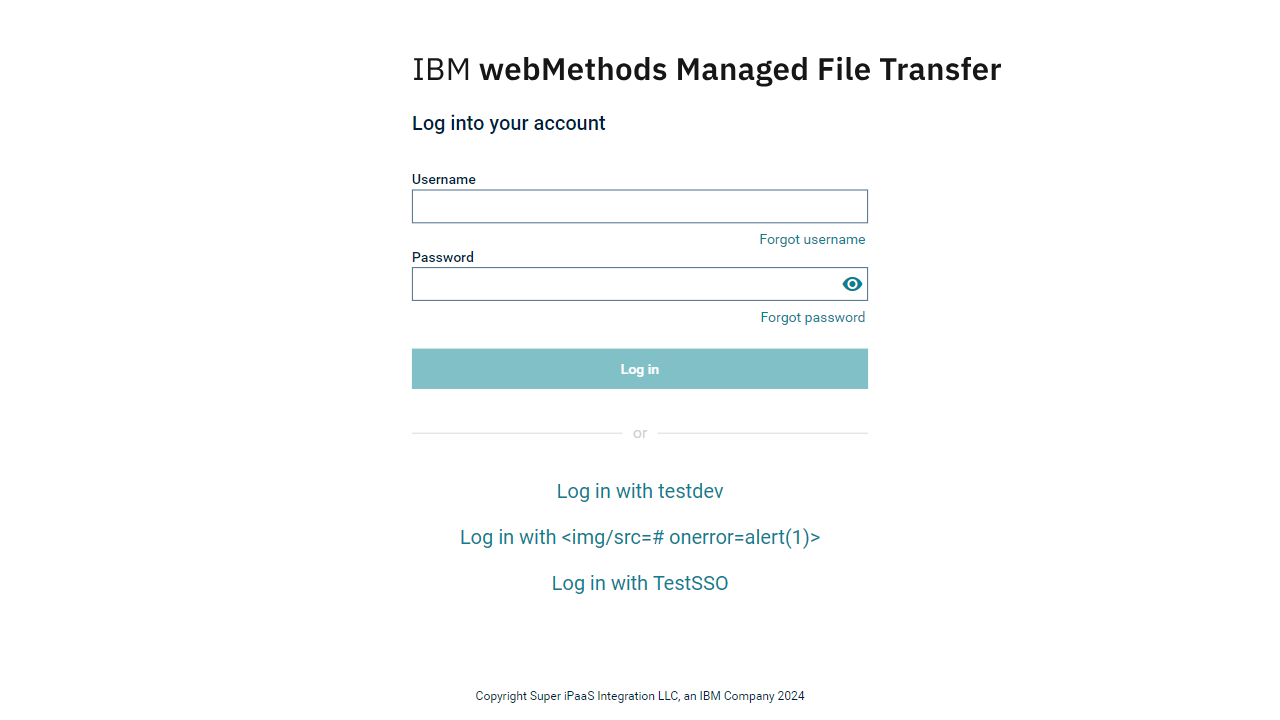 IBM webMethods Managed File Transfer
Log into your account
Username
Forgot username
Password
Forgot password
Log in
or
Log in with testdev
Log in with <img/src=# onerror=alert(1)>
Log in with TestSSO
Copyright Super iPaaS Integration LLC, an IBM Company 2024